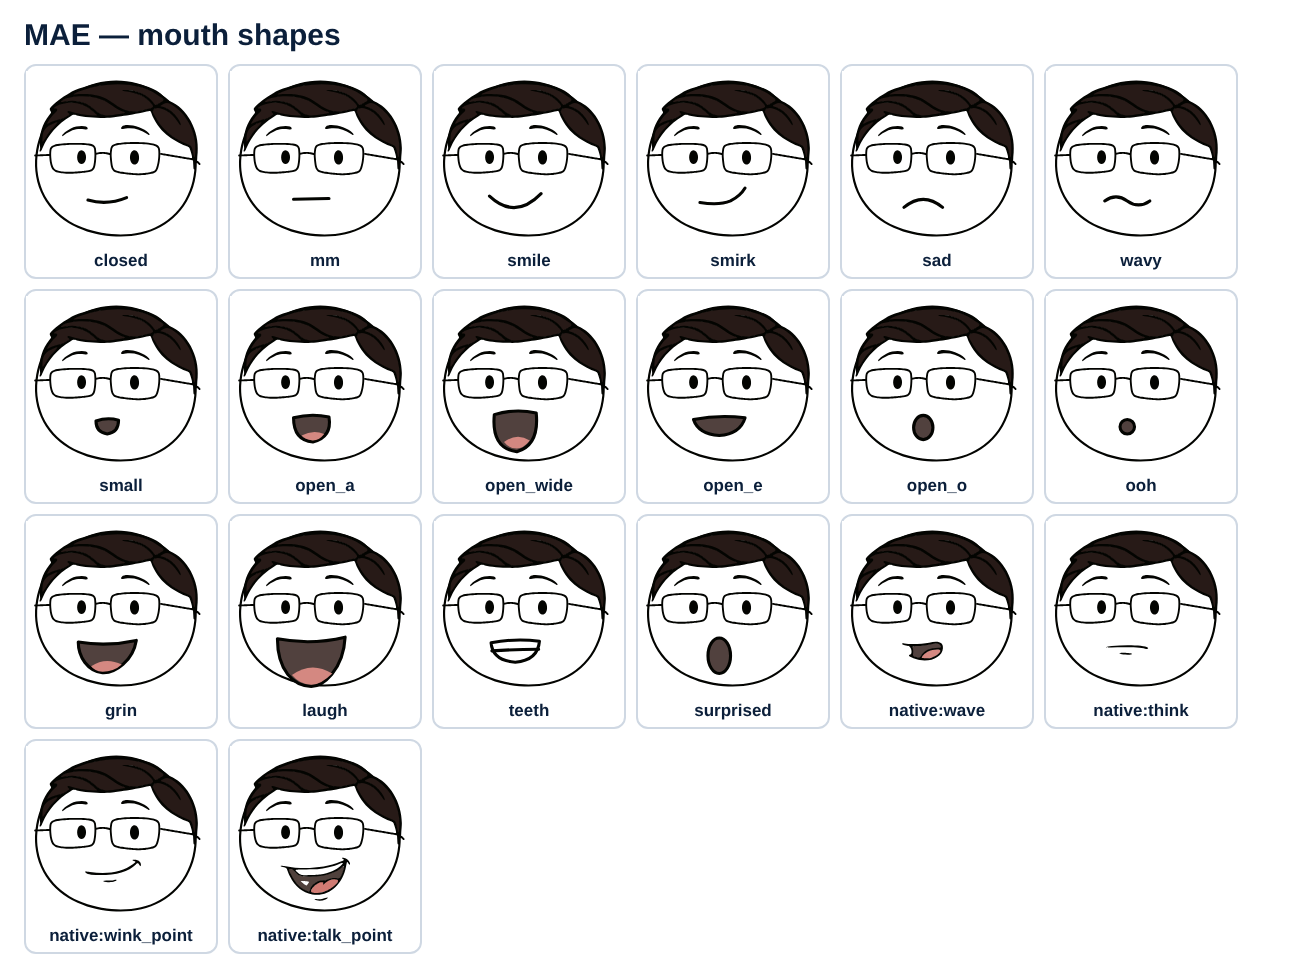 MAE — mouth shapes
closed
mm
smile
smirk
sad
wavy
small
open_a
open_wide
open_e
open_o
ooh
grin
laugh
teeth
surprised
native:wave
native:think
native:wink_point
native:talk_point